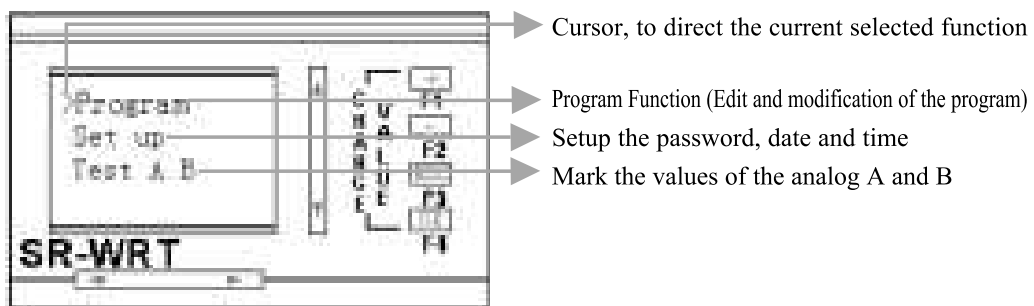 Cursor, to direct the current selected function
>Program
Program Function (Edit and modification of the program)
Set up
Setup the password, date and time
Test A B
Mark the values of the analog A and B
CHANGE
VALUE
+
F1
-
F2
F3
F4
SR-WRT